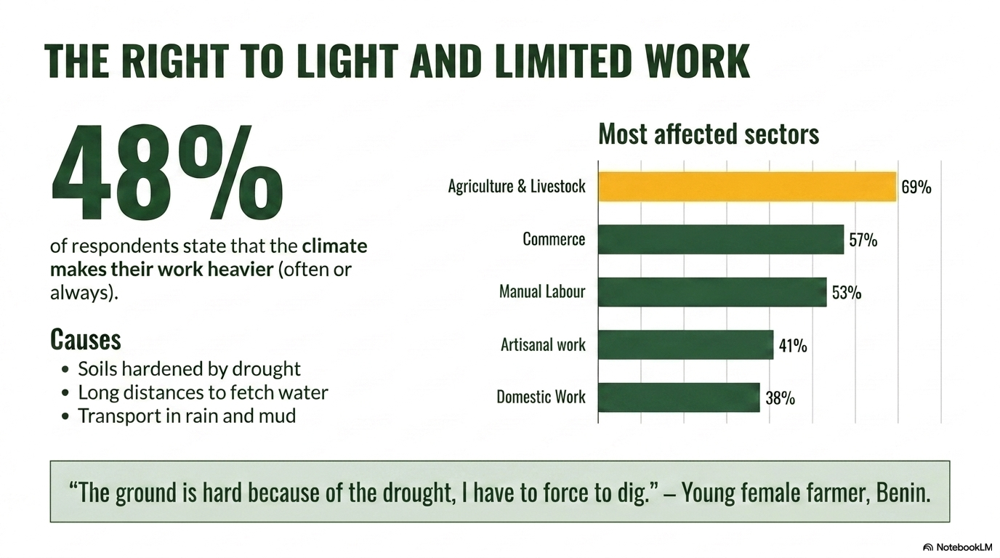 THE RIGHT TO LIGHT AND LIMITED WORK
48%
of respondents state that the climate
makes their work heavier (often or
always).
Causes
• Soils hardened by drought
• Long distances to fetch water
• Transport in rain and mud
Most affected sectors
Agriculture & Livestock 69%
Commerce 57%
Manual Labour 53%
Artisanal work 41%
Domestic Work 38%
“The ground is hard because of the drought, I have to force to dig.” – Young female farmer, Benin.
NotebookLM